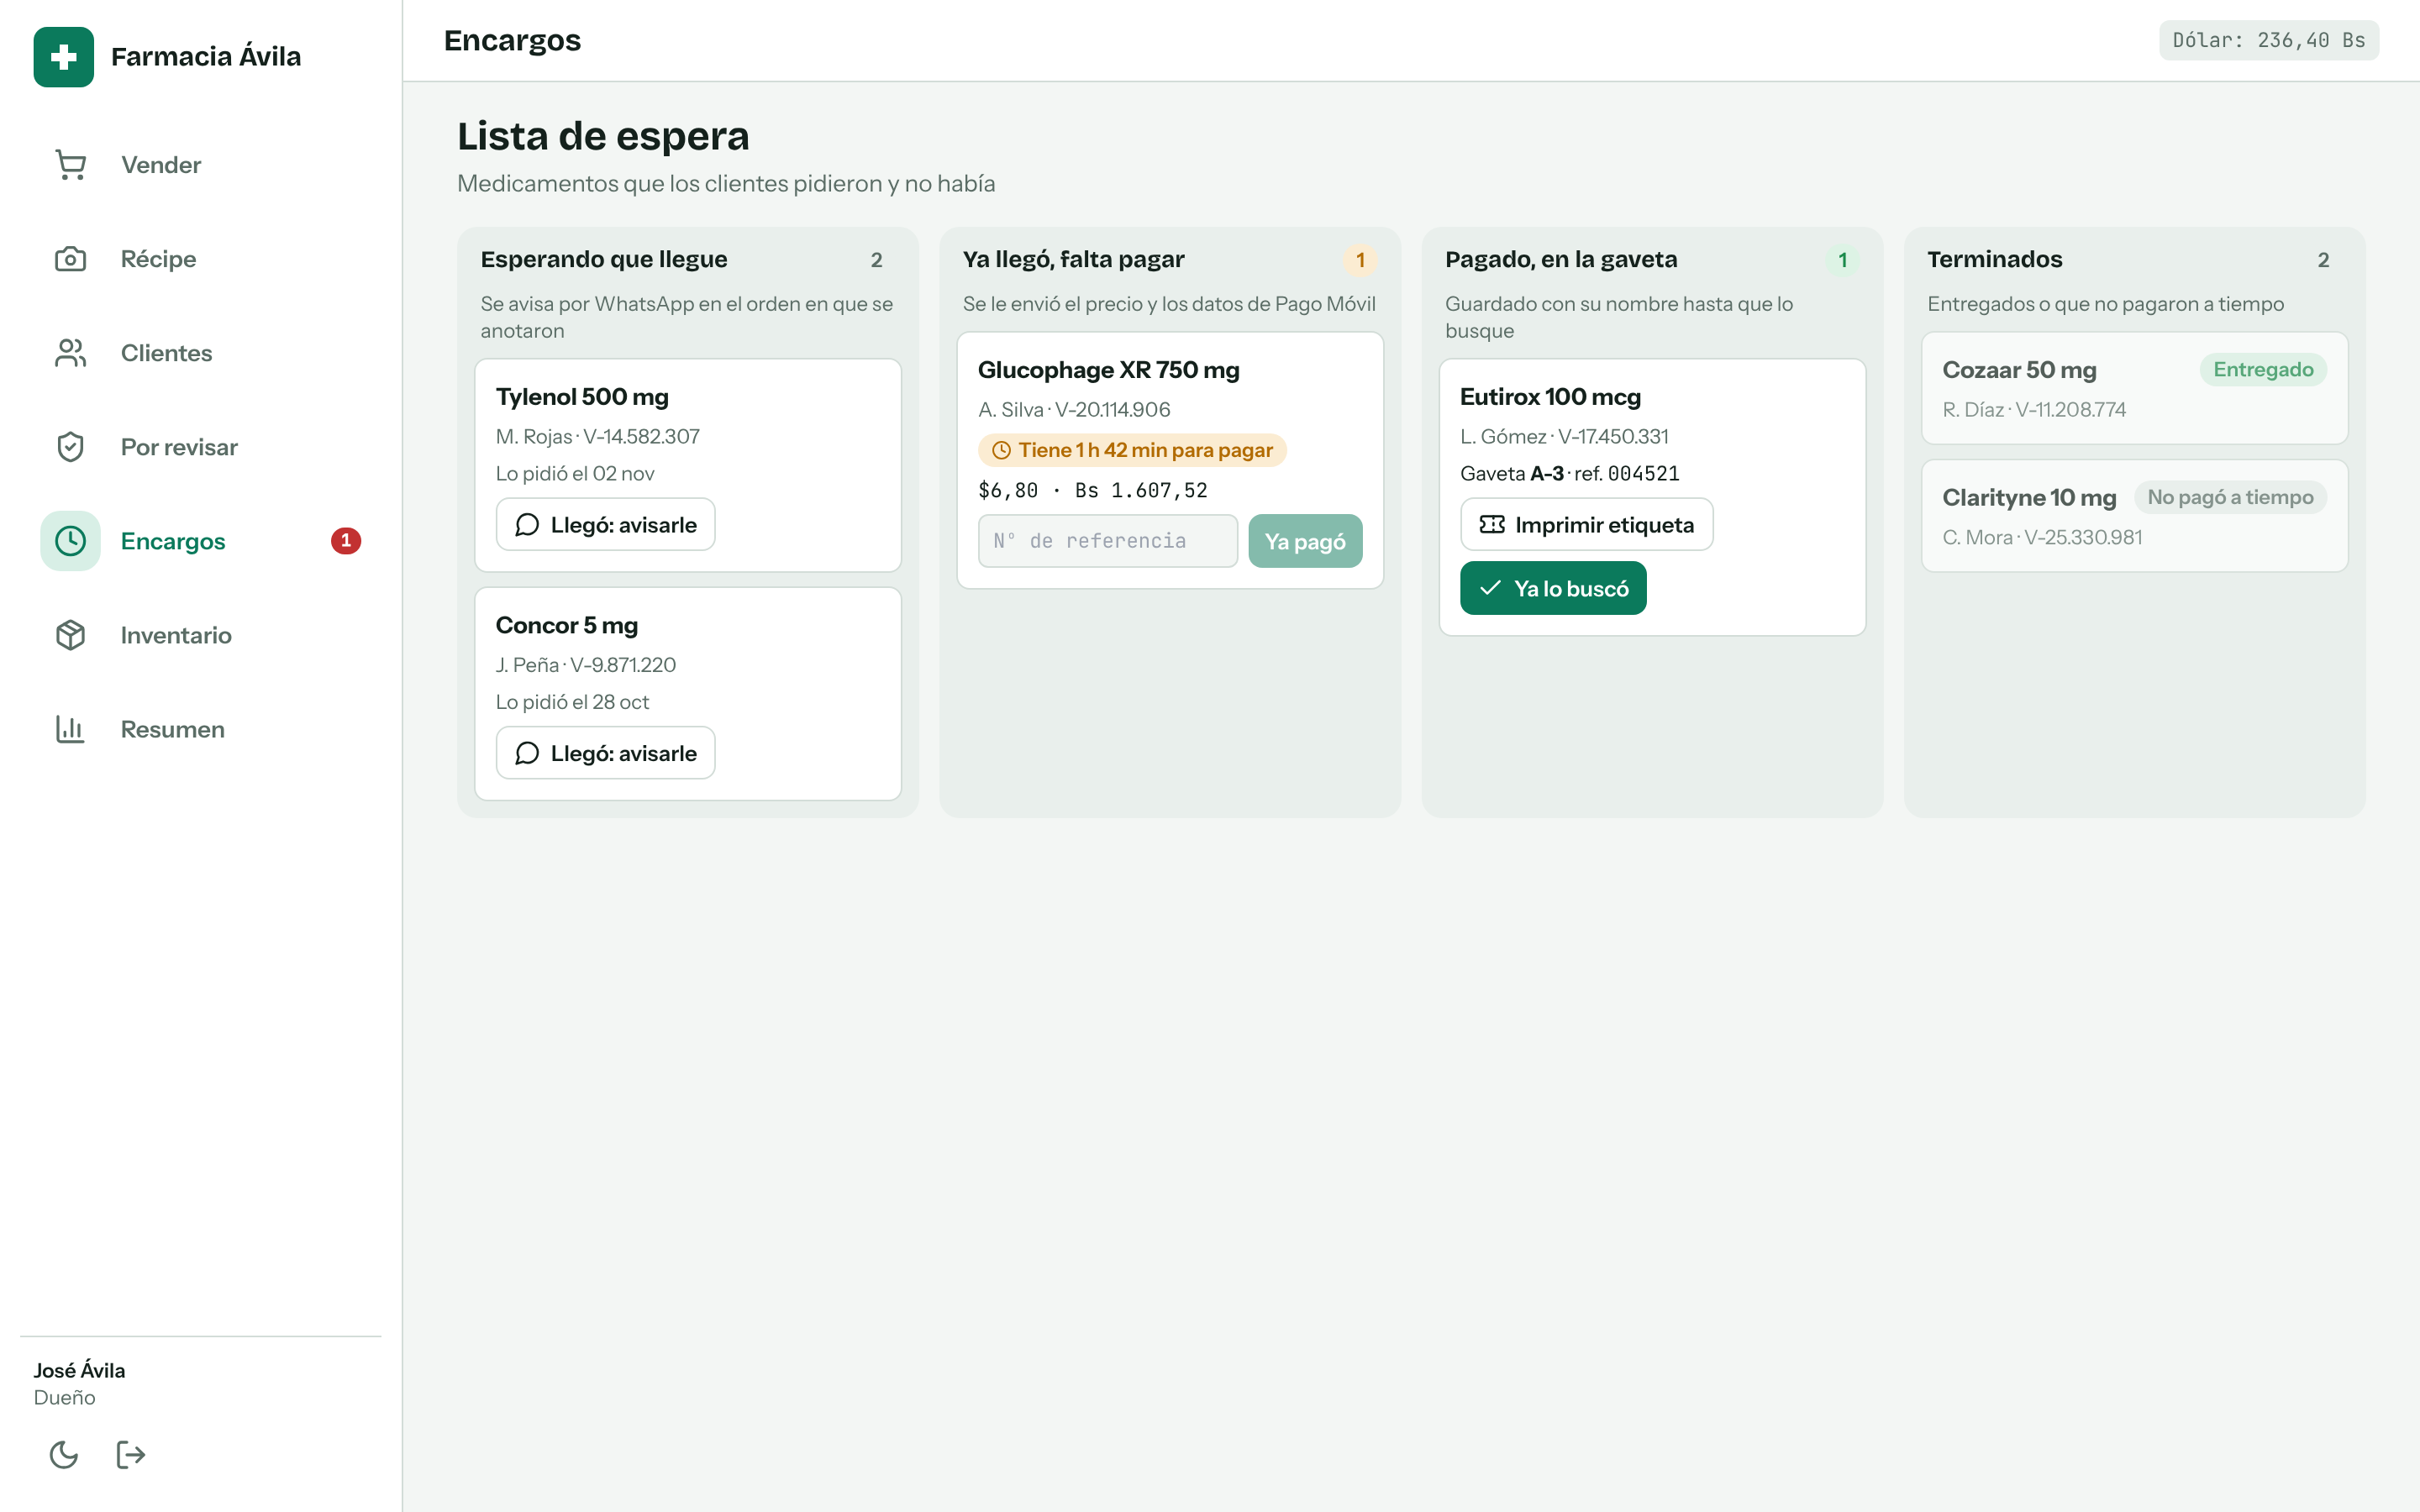 Farmacia Ávila
Vender
Récipe
Clientes
Por revisar
Encargos
1
Inventario
Resumen
José Ávila
Dueño
Encargos
Dólar: 236,40 Bs
Lista de espera
Medicamentos que los clientes pidieron y no había
Esperando que llegue
2
Se avisa por WhatsApp en el orden en que se
anotaron
Tylenol 500 mg
M. Rojas · V-14.582.307
Lo pidió el 02 nov
Llegó: avisarle
Concor 5 mg
J. Peña · V-9.871.220
Lo pidió el 28 oct
Llegó: avisarle
Ya llegó, falta pagar
1
Se le envió el precio y los datos de Pago Móvil
Glucophage XR 750 mg
A. Silva · V-20.114.906
Tiene 1 h 42 min para pagar
$6,80 · Bs 1.607,52
N° de referencia
Ya pagó
Pagado, en la gaveta
1
Guardado con su nombre hasta que lo
busque
Eutirox 100 mcg
L. Gómez · V-17.450.331
Gaveta A-3 · ref. 004521
Imprimir etiqueta
Ya lo buscó
Terminados
2
Entregados o que no pagaron a tiempo
Cozaar 50 mg
Entregado
R. Díaz · V-11.208.774
Clarityne 10 mg
No pagó a tiempo
C. Mora · V-25.330.981